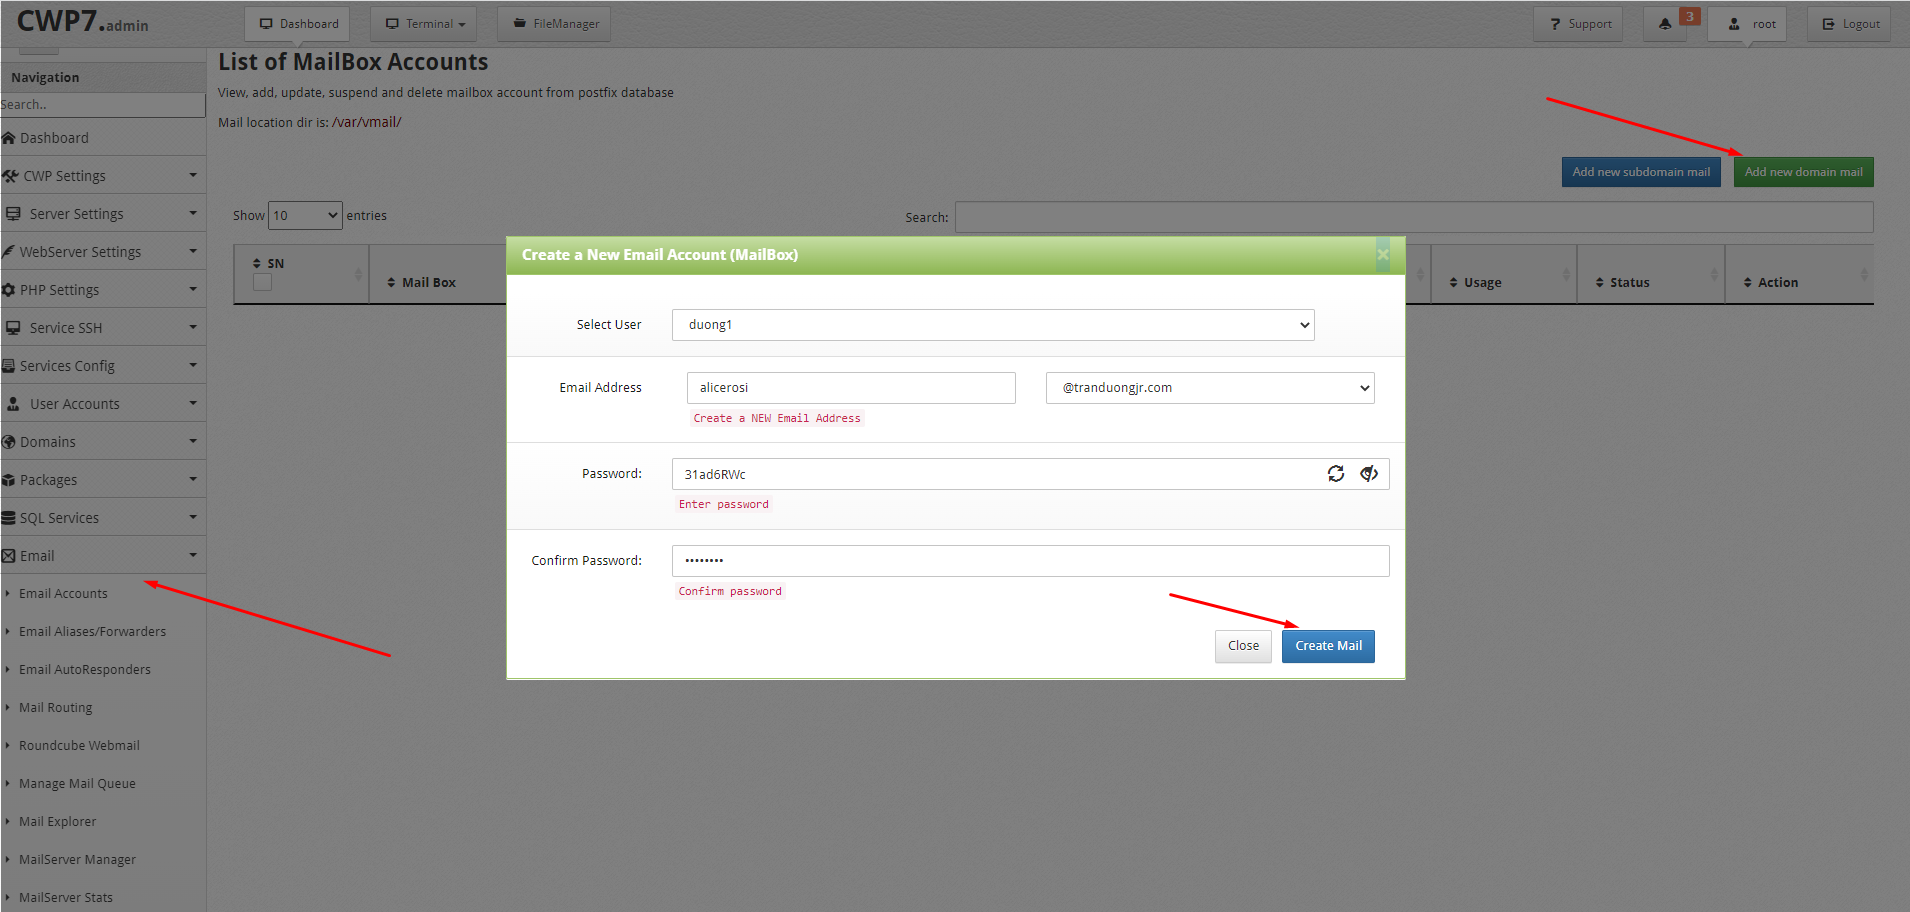 CWP7.admin
Dashboard
Terminal
FileManager
? Support
3
root
Logout
Navigation
Search..
Dashboard
CWP Settings
Server Settings
WebServer Settings
PHP Settings
Service SSH
Services Config
User Accounts
Domains
Packages
SQL Services
Email
Email Accounts
Email Aliases/Forwarders
Email AutoResponders
Mail Routing
Roundcube Webmail
Manage Mail Queue
Mail Explorer
MailServer Manager
MailServer Stats
List of MailBox Accounts
View, add, update, suspend and delete mailbox account from postfix database
Mail location dir is: /var/vmail/
Add new subdomain mail
Add new domain mail
Show 10 entries
Search:
SN
Mail Box
Usage
Status
Action
Create a New Email Account (MailBox)
×
Select User
duong1
Email Address
alicerosi
@tranduongjr.com
Create a NEW Email Address
Password:
31ad6RWc
Enter password
Confirm Password:
••••••••
Confirm password
Close
Create Mail